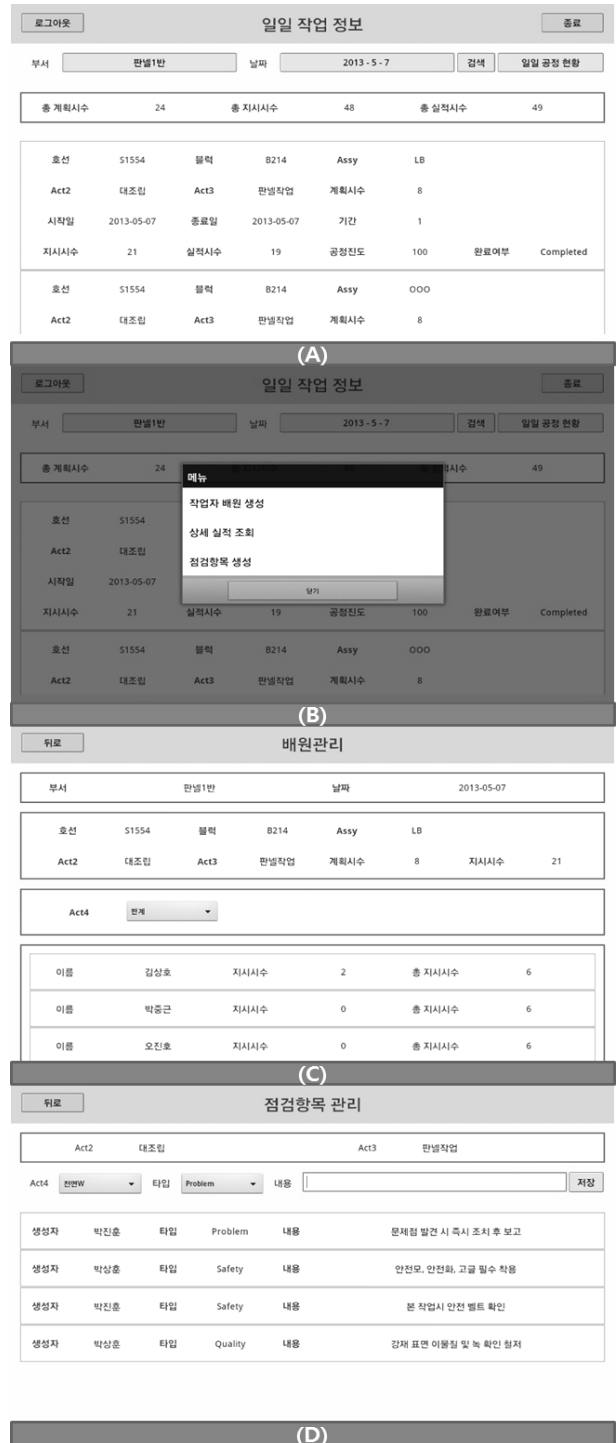 로그아웃 일일 작업 정보 종료
부서 판넬1반 날짜 2013 - 5 - 7 검색 일일 공정 현황
총 계획시수 24 총 지시시수 48 총 실적시수 49
호선 S1554 블럭 B214 Assy LB
Act2 대조립 Act3 판넬작업 계획시수 8
시작일 2013-05-07 종료일 2013-05-07 기간 1
지시시수 21 실적시수 19 공정진도 100 완료여부 Completed
호선 S1554 블럭 B214 Assy OOO
Act2 대조립 Act3 판넬작업 계획시수 8
(A)
로그아웃 일일 작업 정보 종료
부서 판넬1반 날짜 2013 - 5 - 7 검색 일일 공정 현황
총 계획시수 24 시수 49
메뉴
작업자 배원 생성
호선 S1554
상세 실적 조회
Act2 대조립
점검항목 생성
시작일 2013-05-07
닫기
지시시수 21 실적시수 19 공정진도 100 완료여부 Completed
호선 S1554 블럭 B214 Assy OOO
Act2 대조립 Act3 판넬작업 계획시수 8
(B)
뒤로 배원관리
부서 판넬1반 날짜 2013-05-07
호선 S1554 블럭 B214 Assy LB
Act2 대조립 Act3 판넬작업 계획시수 8 지시시수 21
Act4 판계
이름 김상호 지시시수 2 총 지시시수 6
이름 박중근 지시시수 0 총 지시시수 6
이름 오진호 지시시수 0 총 지시시수 6
(C)
뒤로 점검항목 관리
Act2 대조립 Act3 판넬작업
Act4 전면W 타입 Problem 내용 저장
생성자 박진훈 타입 Problem 내용 문제점 발견 시 즉시 조치 후 보고
생성자 박상훈 타입 Safety 내용 안전모, 안전화, 고글 필수 착용
생성자 박진훈 타입 Safety 내용 본 작업시 안전 벨트 확인
생성자 박상훈 타입 Quality 내용 강재 표면 이물질 및 녹 확인 철저
(D)